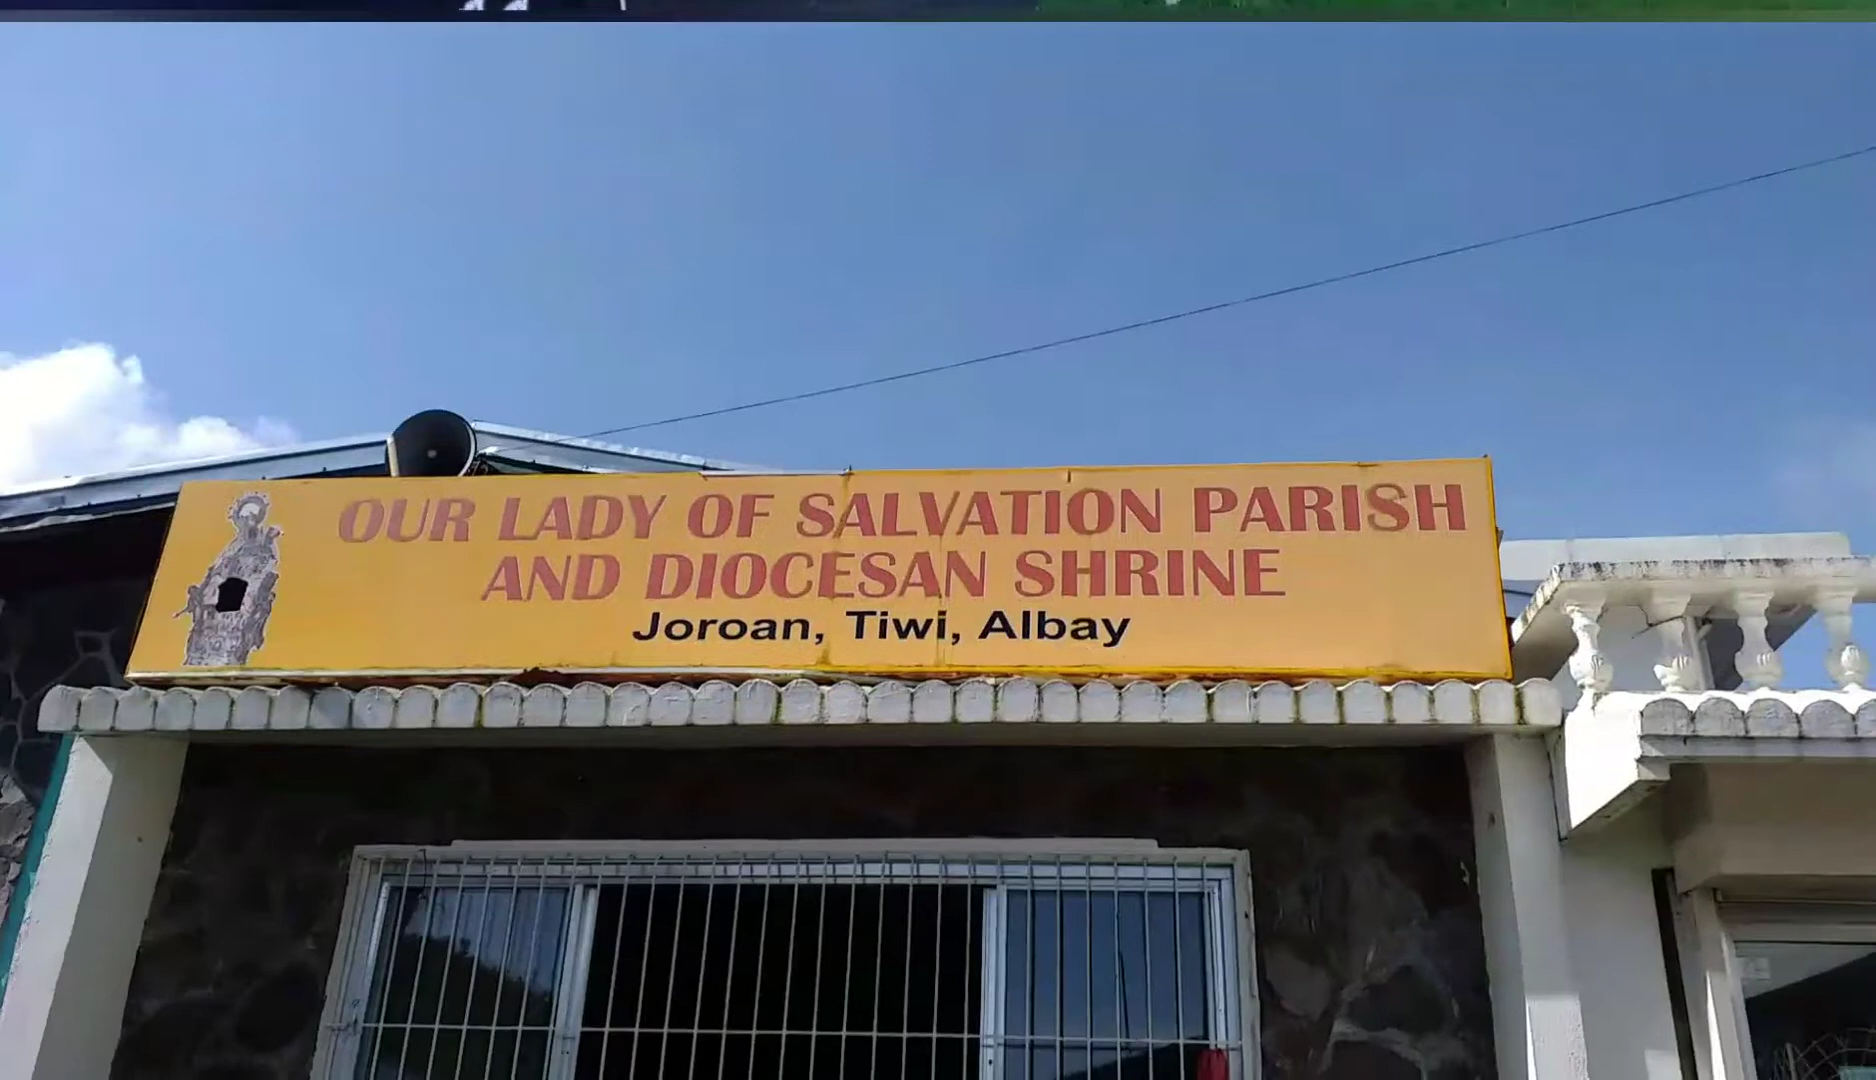 OUR LADY OF SALVATION PARISH
AND DIOCESAN SHRINE
Joroan, Tiwi, Albay